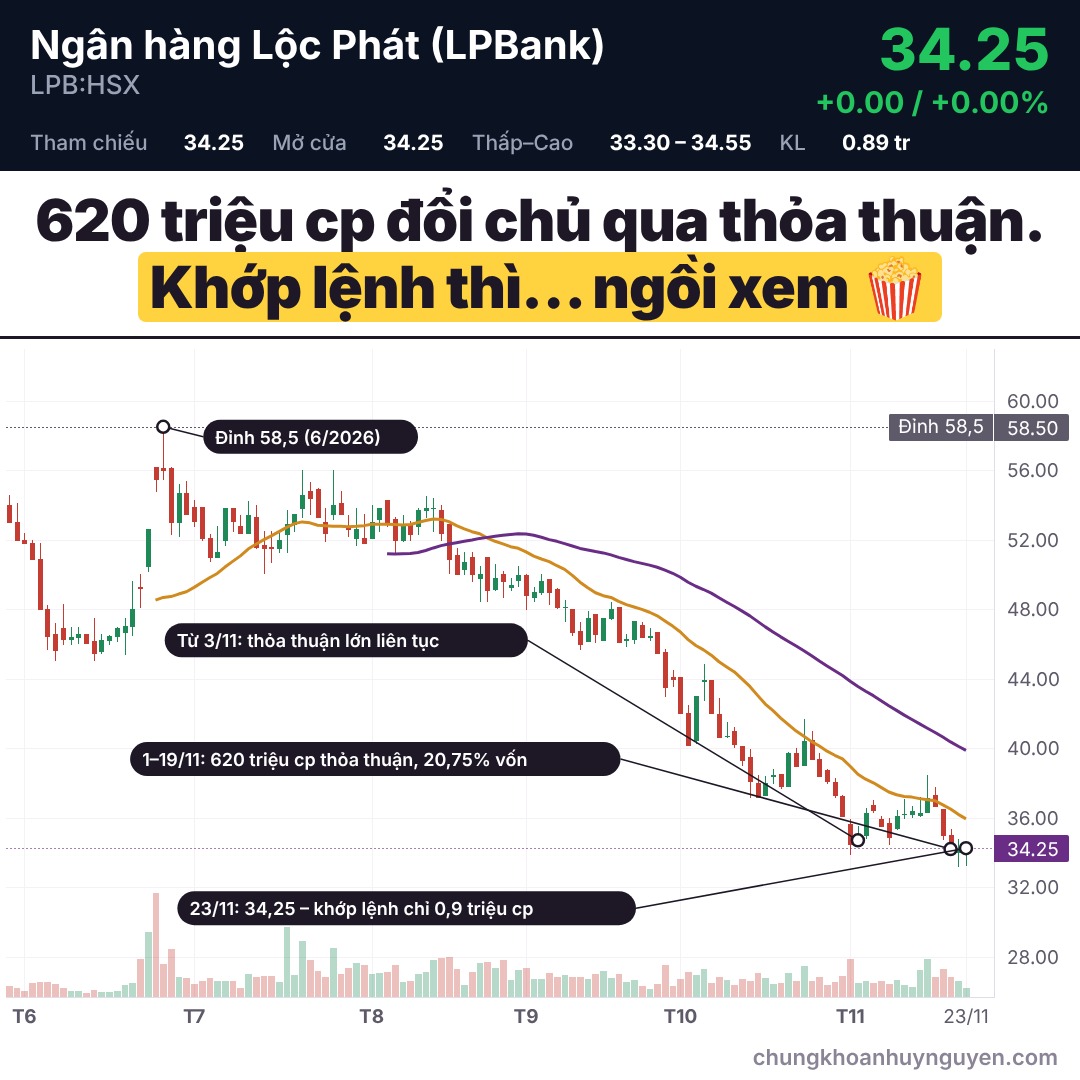 Ngân hàng Lộc Phát (LPBank)
LPB:HSX
34.25
+0.00 / +0.00%
Tham chiếu 34.25 Mở cửa 34.25 Thấp–Cao 33.30 – 34.55 KL 0.89 tr
620 triệu cp đổi chủ qua thỏa thuận.
Khớp lệnh thì... ngồi xem 🍿
60.00
Đỉnh 58,5 (6/2026)
Đỉnh 58,5 58.50
56.00
52.00
48.00
Từ 3/11: thỏa thuận lớn liên tục
44.00
40.00
1–19/11: 620 triệu cp thỏa thuận, 20,75% vốn
36.00
34.25
32.00
23/11: 34,25 – khớp lệnh chỉ 0,9 triệu cp
28.00
T6 T7 T8 T9 T10 T11 23/11
chungkhoanhuynguyen.com